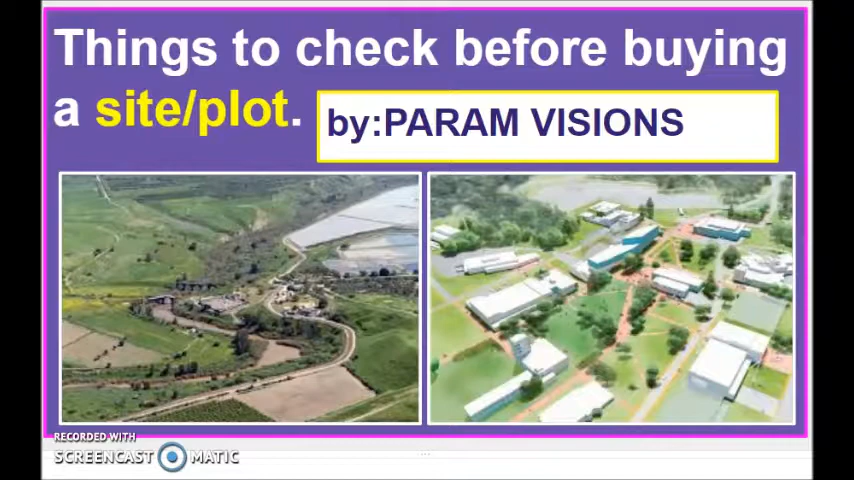 Things to check before buying
a site/plot.
by:PARAM VISIONS
RECORDED WITH
SCREENCAST MATIC